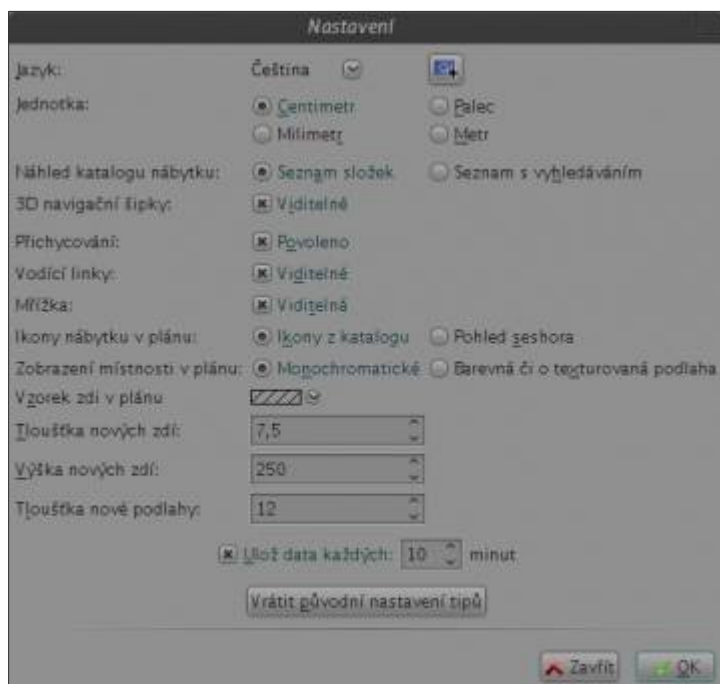 Nastavení
Jazyk: Čeština
Jednotka: Centimetr Palec
Milimetr Metr
Náhled katalogu nábytku: Seznam složek Seznam s vyhledáváním
3D navigační šipky: Viditelné
Přichycování: Povoleno
Vodící linky: Viditelné
Mřížka: Viditelná
Ikony nábytku v plánu: Ikony z katalogu Pohled seshora
Zobrazení místnosti v plánu: Monochromatické Barevná či o texturovaná podlaha
Vzorek zdi v plánu
Tloušťka nových zdí: 7,5
Výška nových zdí: 250
Tloušťka nové podlahy: 12
Ulož data každých: 10 minut
Vrátit původní nastavení tipů
Zavřít OK